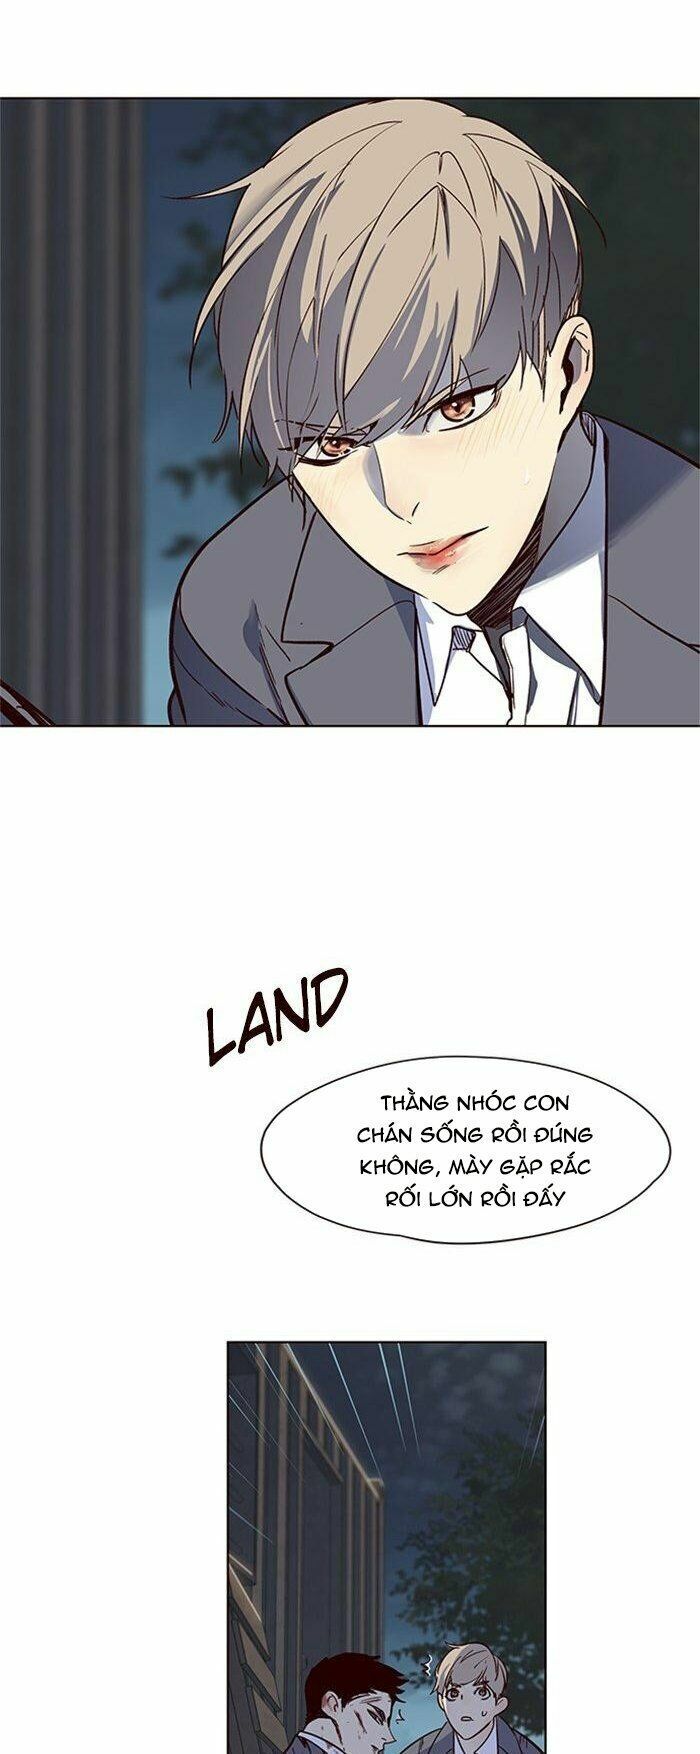 LAND
THẰNG NHÓC CON
CHÁN SỐNG RỒI ĐÚNG
KHÔNG, MÀY GẶP RẮC
RỐI LỚN RỒI ĐẤY